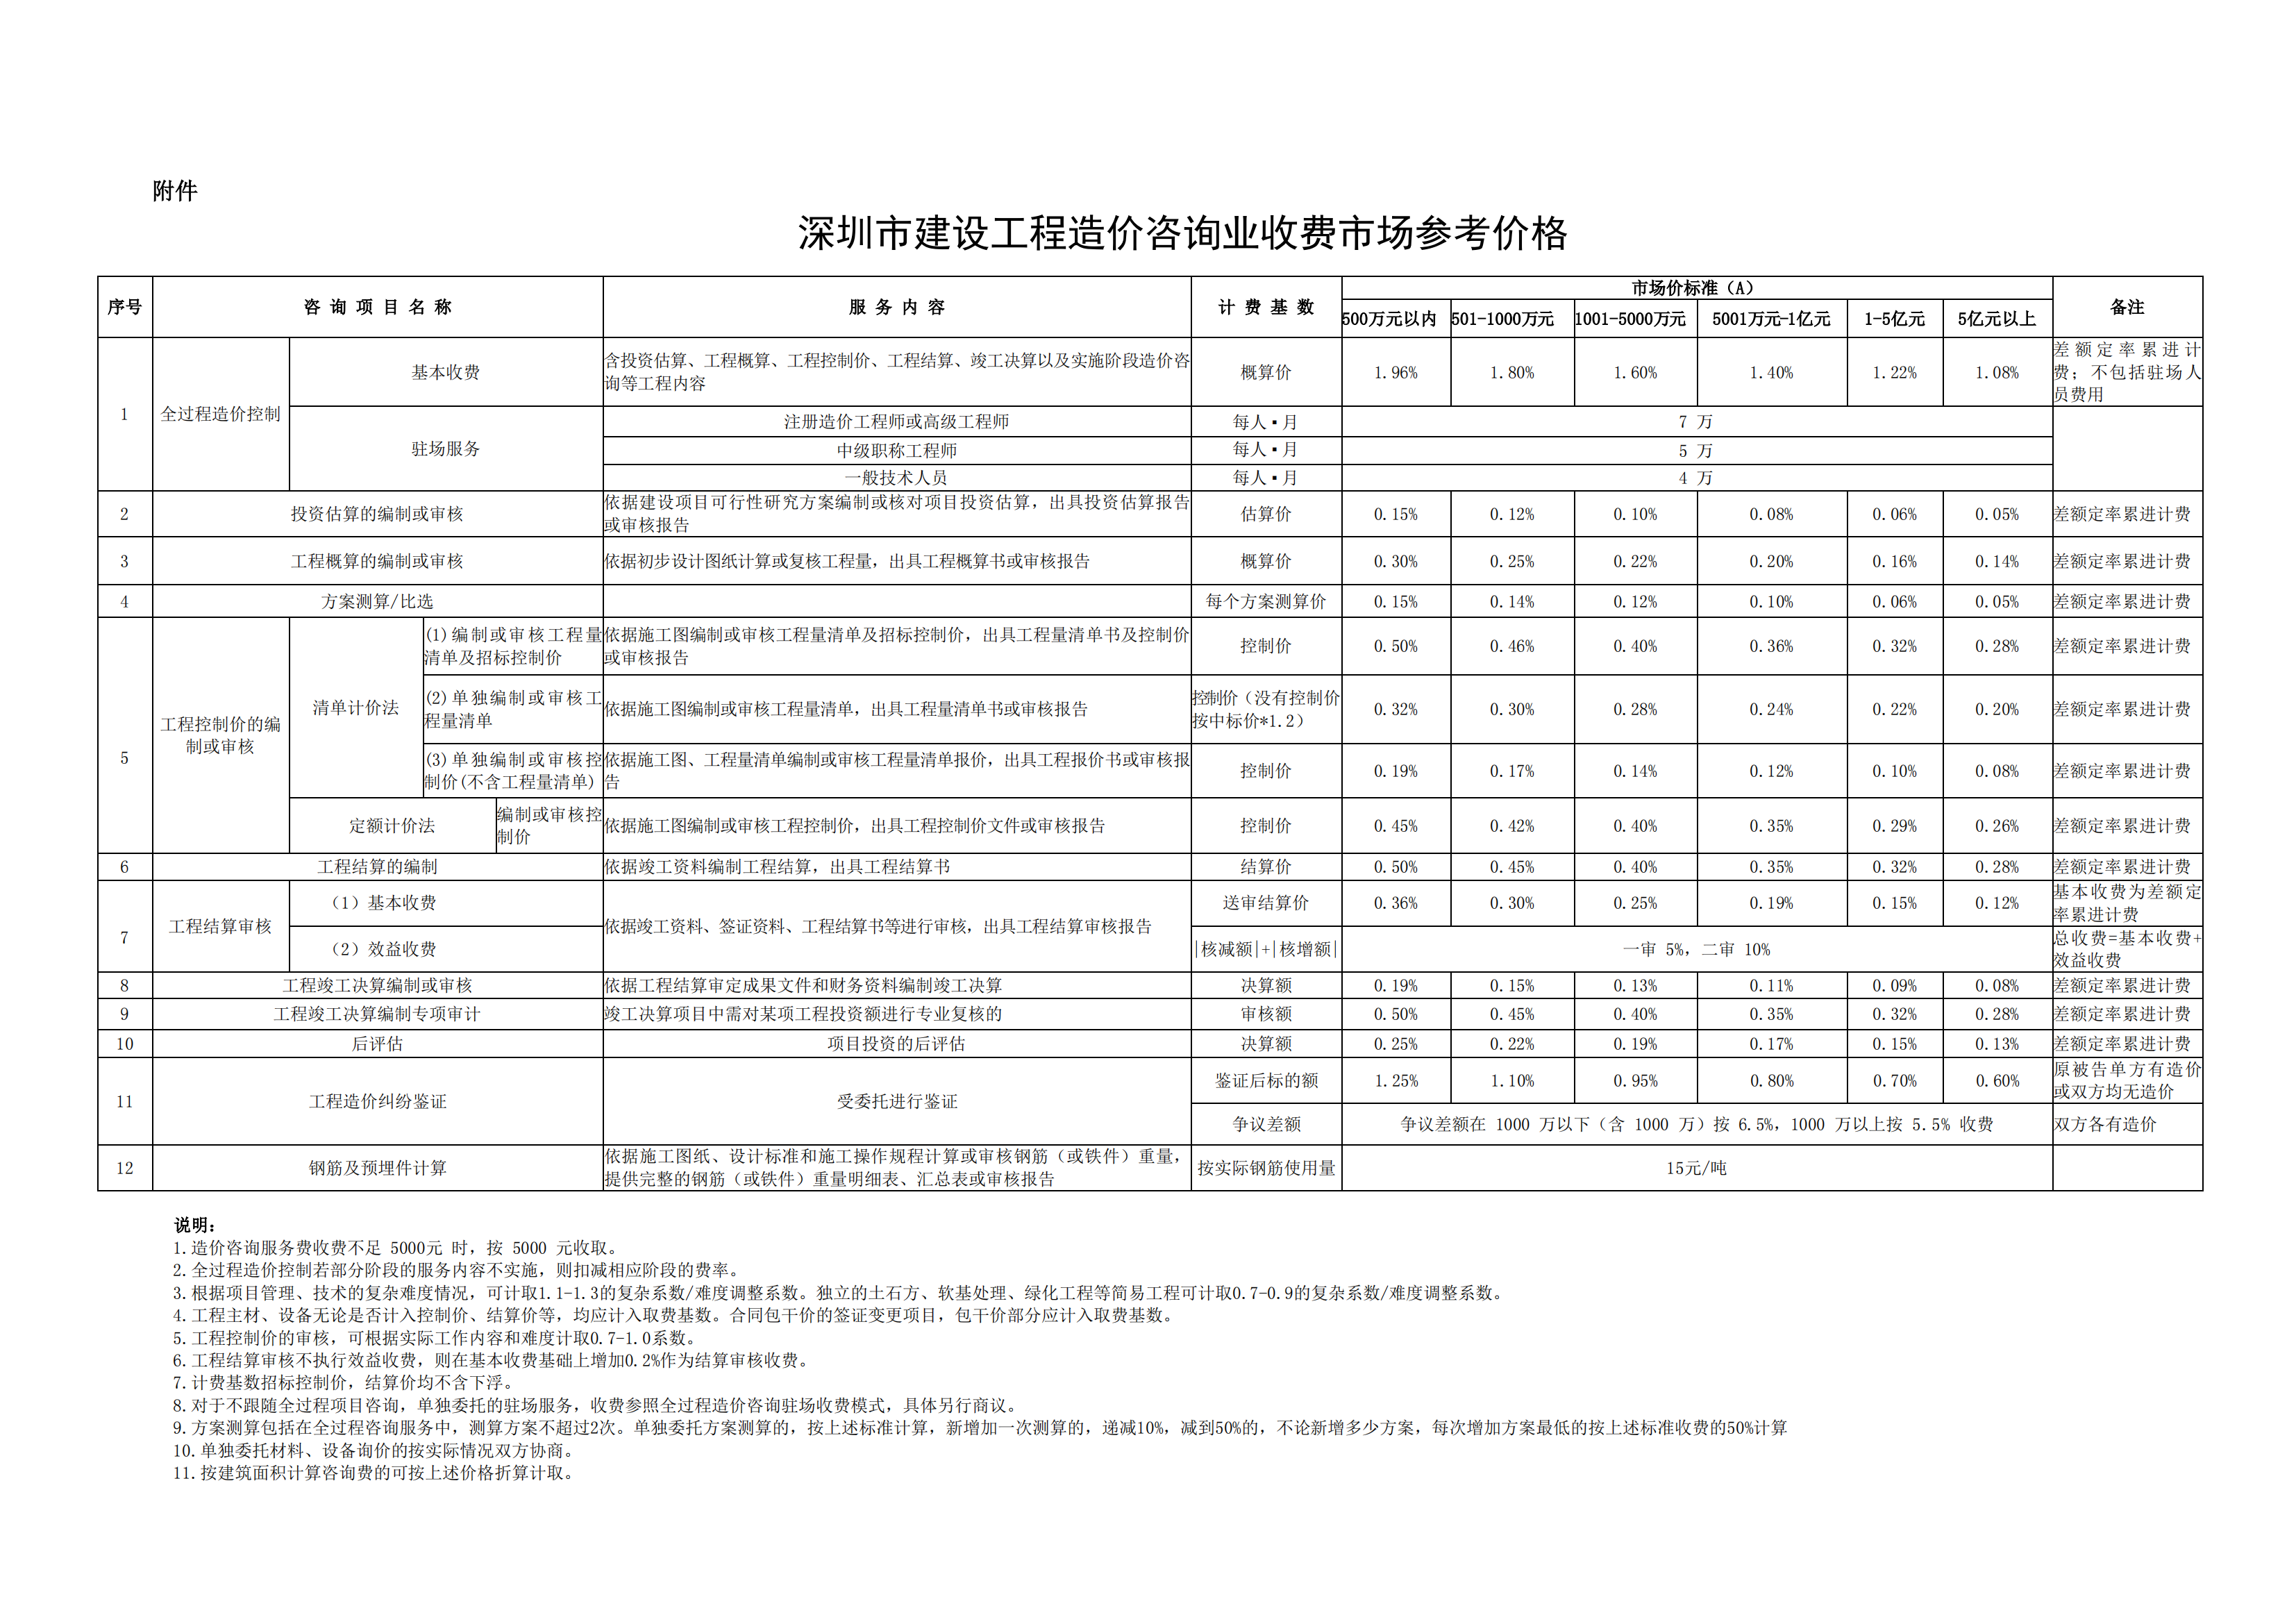 附件
深圳市建设工程造价咨询业收费市场参考价格
序号 咨 询 项 目 名 称 服 务 内 容 计 费 基 数 市场价标准（A） 备注
500万元以内 501-1000万元 1001-5000万元 5001万元-1亿元 1-5亿元 5亿元以上
1 全过程造价控制 基本收费 含投资估算、工程概算、工程控制价、工程结算、竣工决算以及实施阶段造价咨
询等工程内容 概算价 1.96% 1.80% 1.60% 1.40% 1.22% 1.08% 差额定率累进计
费；不包括驻场人
员费用
驻场服务 注册造价工程师或高级工程师 每人▪月 7 万
中级职称工程师 每人▪月 5 万
一般技术人员 每人▪月 4 万
2 投资估算的编制或审核 依据建设项目可行性研究方案编制或核对项目投资估算，出具投资估算报告
或审核报告 估算价 0.15% 0.12% 0.10% 0.08% 0.06% 0.05% 差额定率累进计费
3 工程概算的编制或审核 依据初步设计图纸计算或复核工程量，出具工程概算书或审核报告 概算价 0.30% 0.25% 0.22% 0.20% 0.16% 0.14% 差额定率累进计费
4 方案测算/比选 每个方案测算价 0.15% 0.14% 0.12% 0.10% 0.06% 0.05% 差额定率累进计费
5 工程控制价的编
制或审核 清单计价法 (1)编制或审核工程量
清单及招标控制价 依据施工图编制或审核工程量清单及招标控制价，出具工程量清单书及控制价
或审核报告 控制价 0.50% 0.46% 0.40% 0.36% 0.32% 0.28% 差额定率累进计费
(2)单独编制或审核工
程量清单 依据施工图编制或审核工程量清单，出具工程量清单书或审核报告 控制价（没有控制价
按中标价*1.2） 0.32% 0.30% 0.28% 0.24% 0.22% 0.20% 差额定率累进计费
(3)单独编制或审核控
制价(不含工程量清单) 依据施工图、工程量清单编制或审核工程量清单报价，出具工程报价书或审核报
告 控制价 0.19% 0.17% 0.14% 0.12% 0.10% 0.08% 差额定率累进计费
定额计价法 编制或审核控
制价 依据施工图编制或审核工程控制价，出具工程控制价文件或审核报告 控制价 0.45% 0.42% 0.40% 0.35% 0.29% 0.26% 差额定率累进计费
6 工程结算的编制 依据竣工资料编制工程结算，出具工程结算书 结算价 0.50% 0.45% 0.40% 0.35% 0.32% 0.28% 差额定率累进计费
7 工程结算审核 （1）基本收费 依据竣工资料、签证资料、工程结算书等进行审核，出具工程结算审核报告 送审结算价 0.36% 0.30% 0.25% 0.19% 0.15% 0.12% 基本收费为差额定
率累进计费
（2）效益收费 |核减额|+|核增额| 一审 5%，二审 10% 总收费=基本收费+
效益收费
8 工程竣工决算编制或审核 依据工程结算审定成果文件和财务资料编制竣工决算 决算额 0.19% 0.15% 0.13% 0.11% 0.09% 0.08% 差额定率累进计费
9 工程竣工决算编制专项审计 竣工决算项目中需对某项工程投资额进行专业复核的 审核额 0.50% 0.45% 0.40% 0.35% 0.32% 0.28% 差额定率累进计费
10 后评估 项目投资的后评估 决算额 0.25% 0.22% 0.19% 0.17% 0.15% 0.13% 差额定率累进计费
11 工程造价纠纷鉴证 受委托进行鉴证 鉴证后标的额 1.25% 1.10% 0.95% 0.80% 0.70% 0.60% 原被告单方有造价
或双方均无造价
争议差额 争议差额在 1000 万以下（含 1000 万）按 6.5%，1000 万以上按 5.5% 收费 双方各有造价
12 钢筋及预埋件计算 依据施工图纸、设计标准和施工操作规程计算或审核钢筋（或铁件）重量，
提供完整的钢筋（或铁件）重量明细表、汇总表或审核报告 按实际钢筋使用量 15元/吨
说明：
1.造价咨询服务费收费不足 5000元 时，按 5000 元收取。
2.全过程造价控制若部分阶段的服务内容不实施，则扣减相应阶段的费率。
3.根据项目管理、技术的复杂难度情况，可计取1.1-1.3的复杂系数/难度调整系数。独立的土石方、软基处理、绿化工程等简易工程可计取0.7-0.9的复杂系数/难度调整系数。
4.工程主材、设备无论是否计入控制价、结算价等，均应计入取费基数。合同包干价的签证变更项目，包干价部分应计入取费基数。
5.工程控制价的审核，可根据实际工作内容和难度计取0.7-1.0系数。
6.工程结算审核不执行效益收费，则在基本收费基础上增加0.2%作为结算审核收费。
7.计费基数招标控制价，结算价均不含下浮。
8.对于不跟随全过程项目咨询，单独委托的驻场服务，收费参照全过程造价咨询驻场收费模式，具体另行商议。
9.方案测算包括在全过程咨询服务中，测算方案不超过2次。单独委托方案测算的，按上述标准计算，新增加一次测算的，递减10%，减到50%的，不论新增多少方案，每次增加方案最低的按上述标准收费的50%计算
10.单独委托材料、设备询价的按实际情况双方协商。
11.按建筑面积计算咨询费的可按上述价格折算计取。